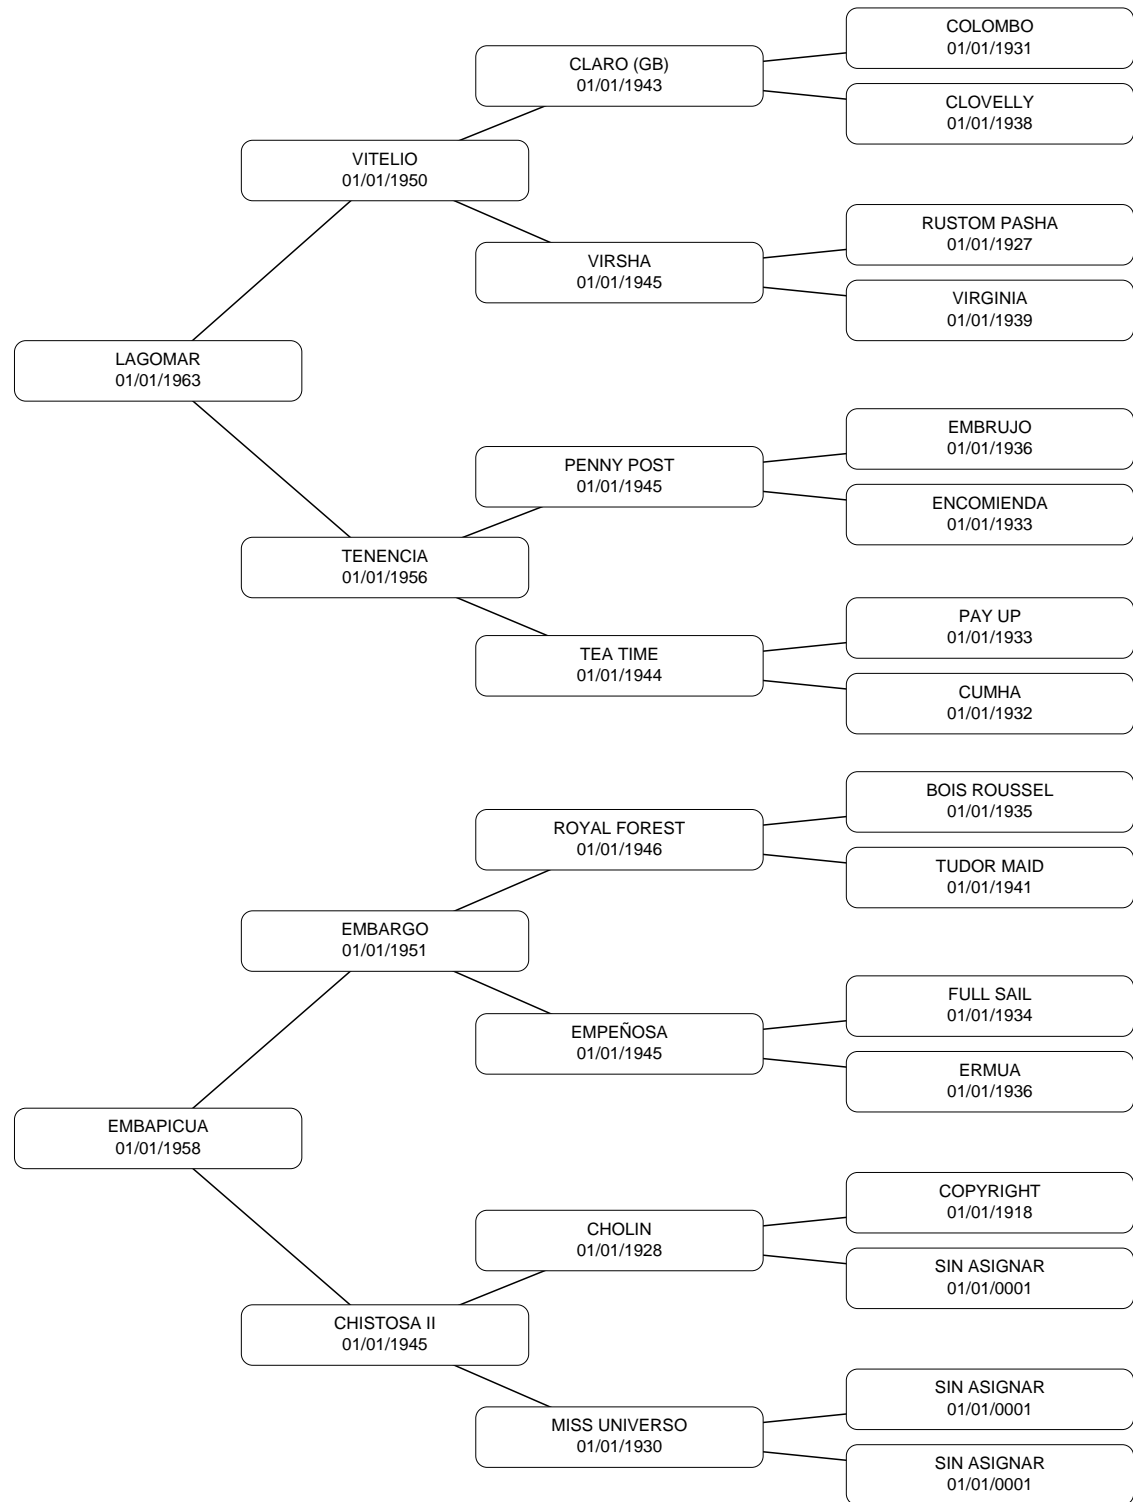 COLOMBO
01/01/1931
CLARO (GB)
01/01/1943
CLOVELLY
01/01/1938
VITELIO
01/01/1950
RUSTOM PASHA
01/01/1927
VIRSHA
01/01/1945
VIRGINIA
01/01/1939
LAGOMAR
01/01/1963
EMBRUJO
01/01/1936
PENNY POST
01/01/1945
ENCOMIENDA
01/01/1933
TENENCIA
01/01/1956
PAY UP
01/01/1933
TEA TIME
01/01/1944
CUMHA
01/01/1932
BOIS ROUSSEL
01/01/1935
ROYAL FOREST
01/01/1946
TUDOR MAID
01/01/1941
EMBARGO
01/01/1951
FULL SAIL
01/01/1934
EMPEÑOSA
01/01/1945
ERMUA
01/01/1936
EMBAPICUA
01/01/1958
COPYRIGHT
01/01/1918
CHOLIN
01/01/1928
SIN ASIGNAR
01/01/0001
CHISTOSA II
01/01/1945
SIN ASIGNAR
01/01/0001
MISS UNIVERSO
01/01/1930
SIN ASIGNAR
01/01/0001